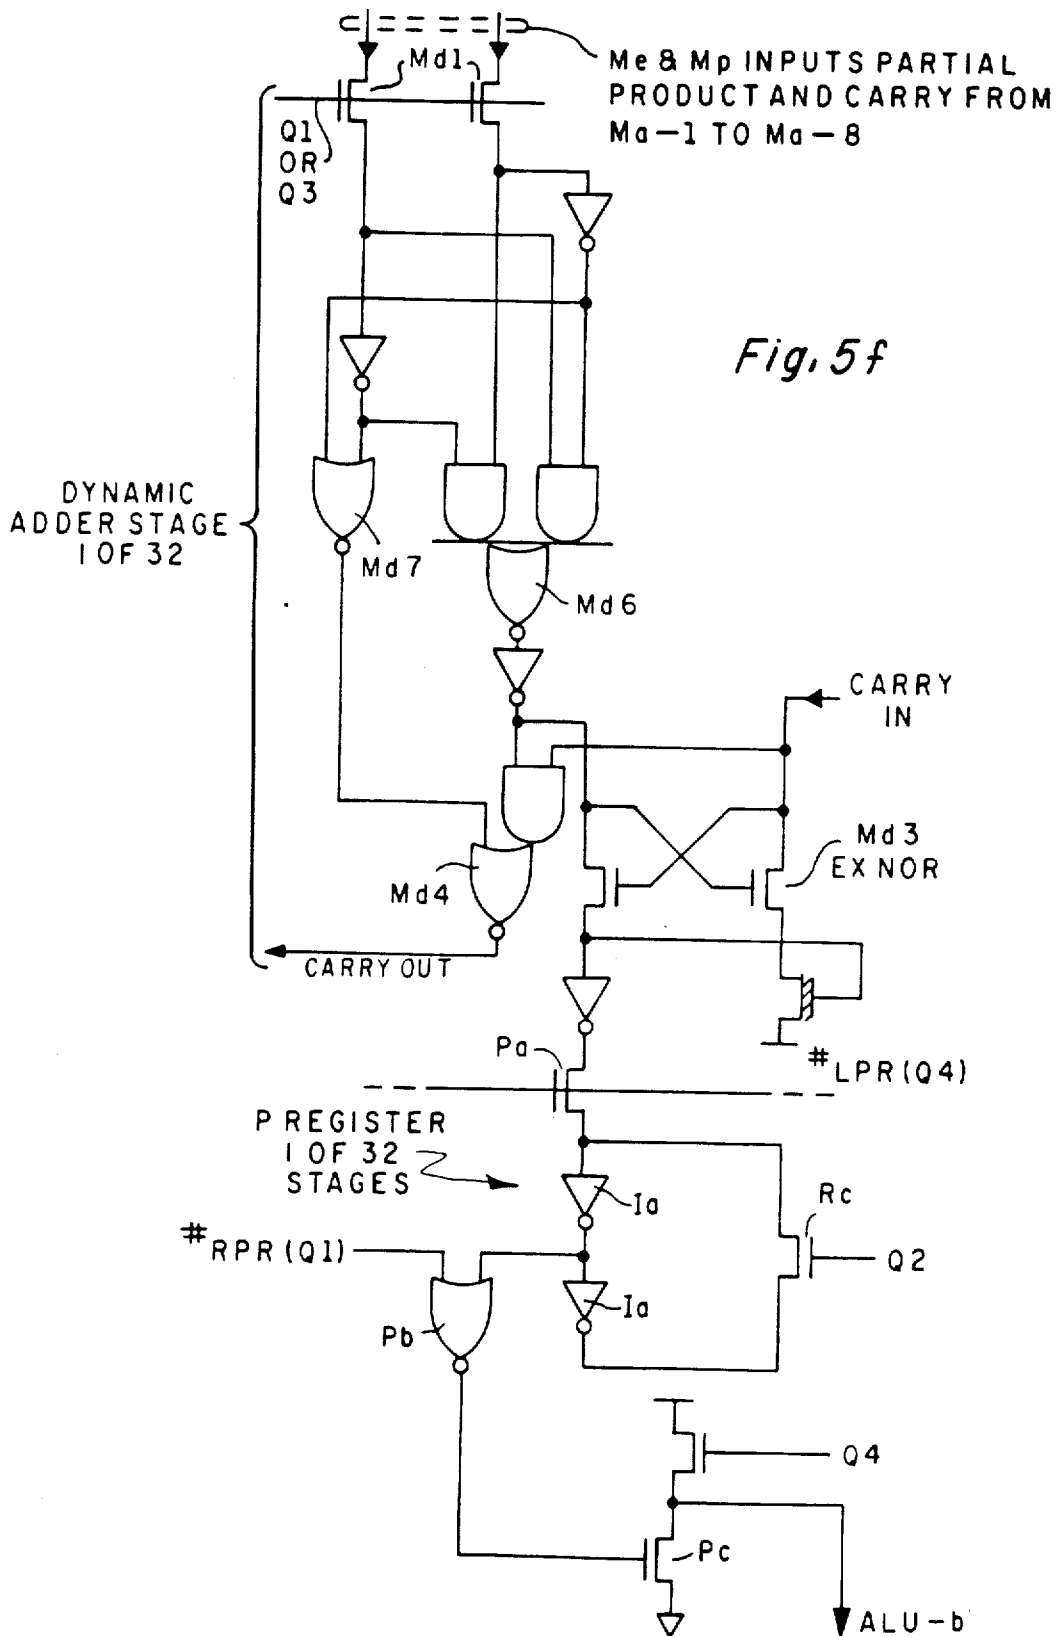 Md1
Me & Mp INPUTS PARTIAL
PRODUCT AND CARRY FROM
Ma-1 TO Ma-8
Q1
OR
Q3
Fig. 5f
DYNAMIC
ADDER STAGE
1 OF 32
Md7
Md6
CARRY
IN
Md3
EX NOR
Md4
CARRY OUT
Pa
#LPR(Q4)
P REGISTER
1 OF 32
STAGES
Ia
Rc
#RPR(Q1)
Q2
Ia
Pb
Q4
Pc
ALU-b